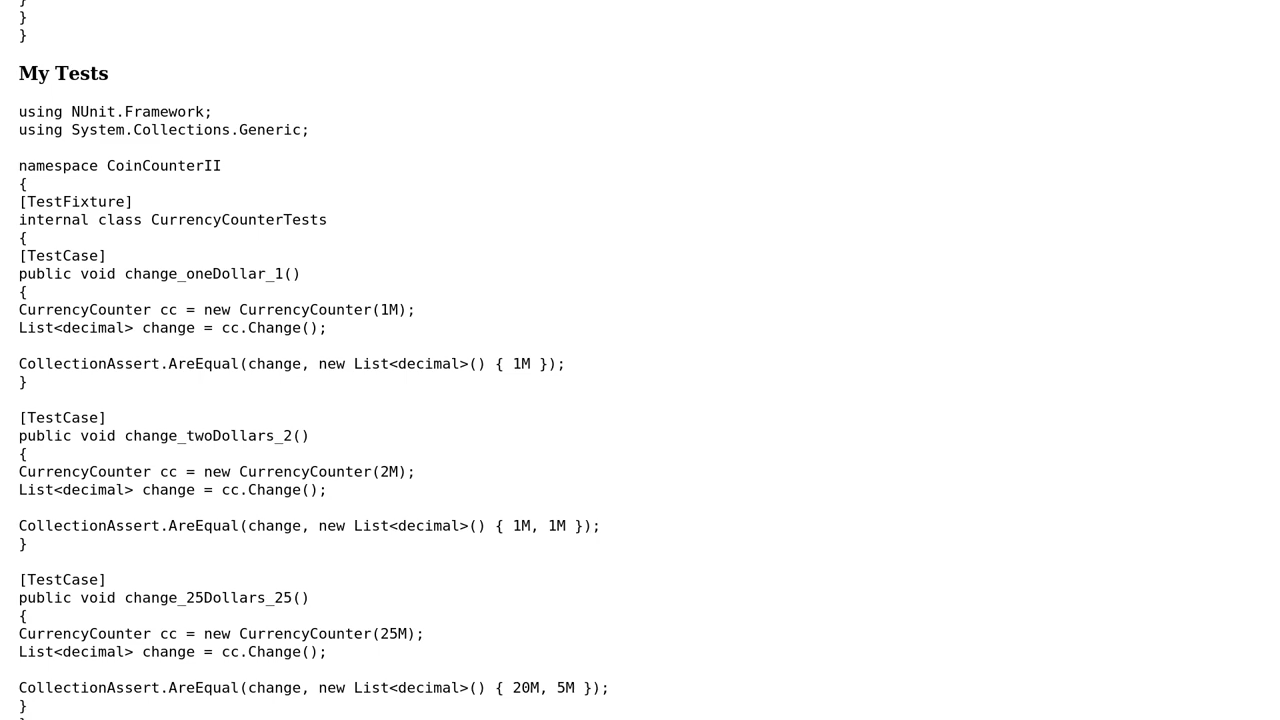 }
}
}
My Tests
using NUnit.Framework;
using System.Collections.Generic;
namespace CoinCounterII
{
[TestFixture]
internal class CurrencyCounterTests
{
[TestCase]
public void change_oneDollar_1()
{
CurrencyCounter cc = new CurrencyCounter(1M);
List<decimal> change = cc.Change();
CollectionAssert.AreEqual(change, new List<decimal>() { 1M });
}
[TestCase]
public void change_twoDollars_2()
{
CurrencyCounter cc = new CurrencyCounter(2M);
List<decimal> change = cc.Change();
CollectionAssert.AreEqual(change, new List<decimal>() { 1M, 1M });
}
[TestCase]
public void change_25Dollars_25()
{
CurrencyCounter cc = new CurrencyCounter(25M);
List<decimal> change = cc.Change();
CollectionAssert.AreEqual(change, new List<decimal>() { 20M, 5M });
}
}